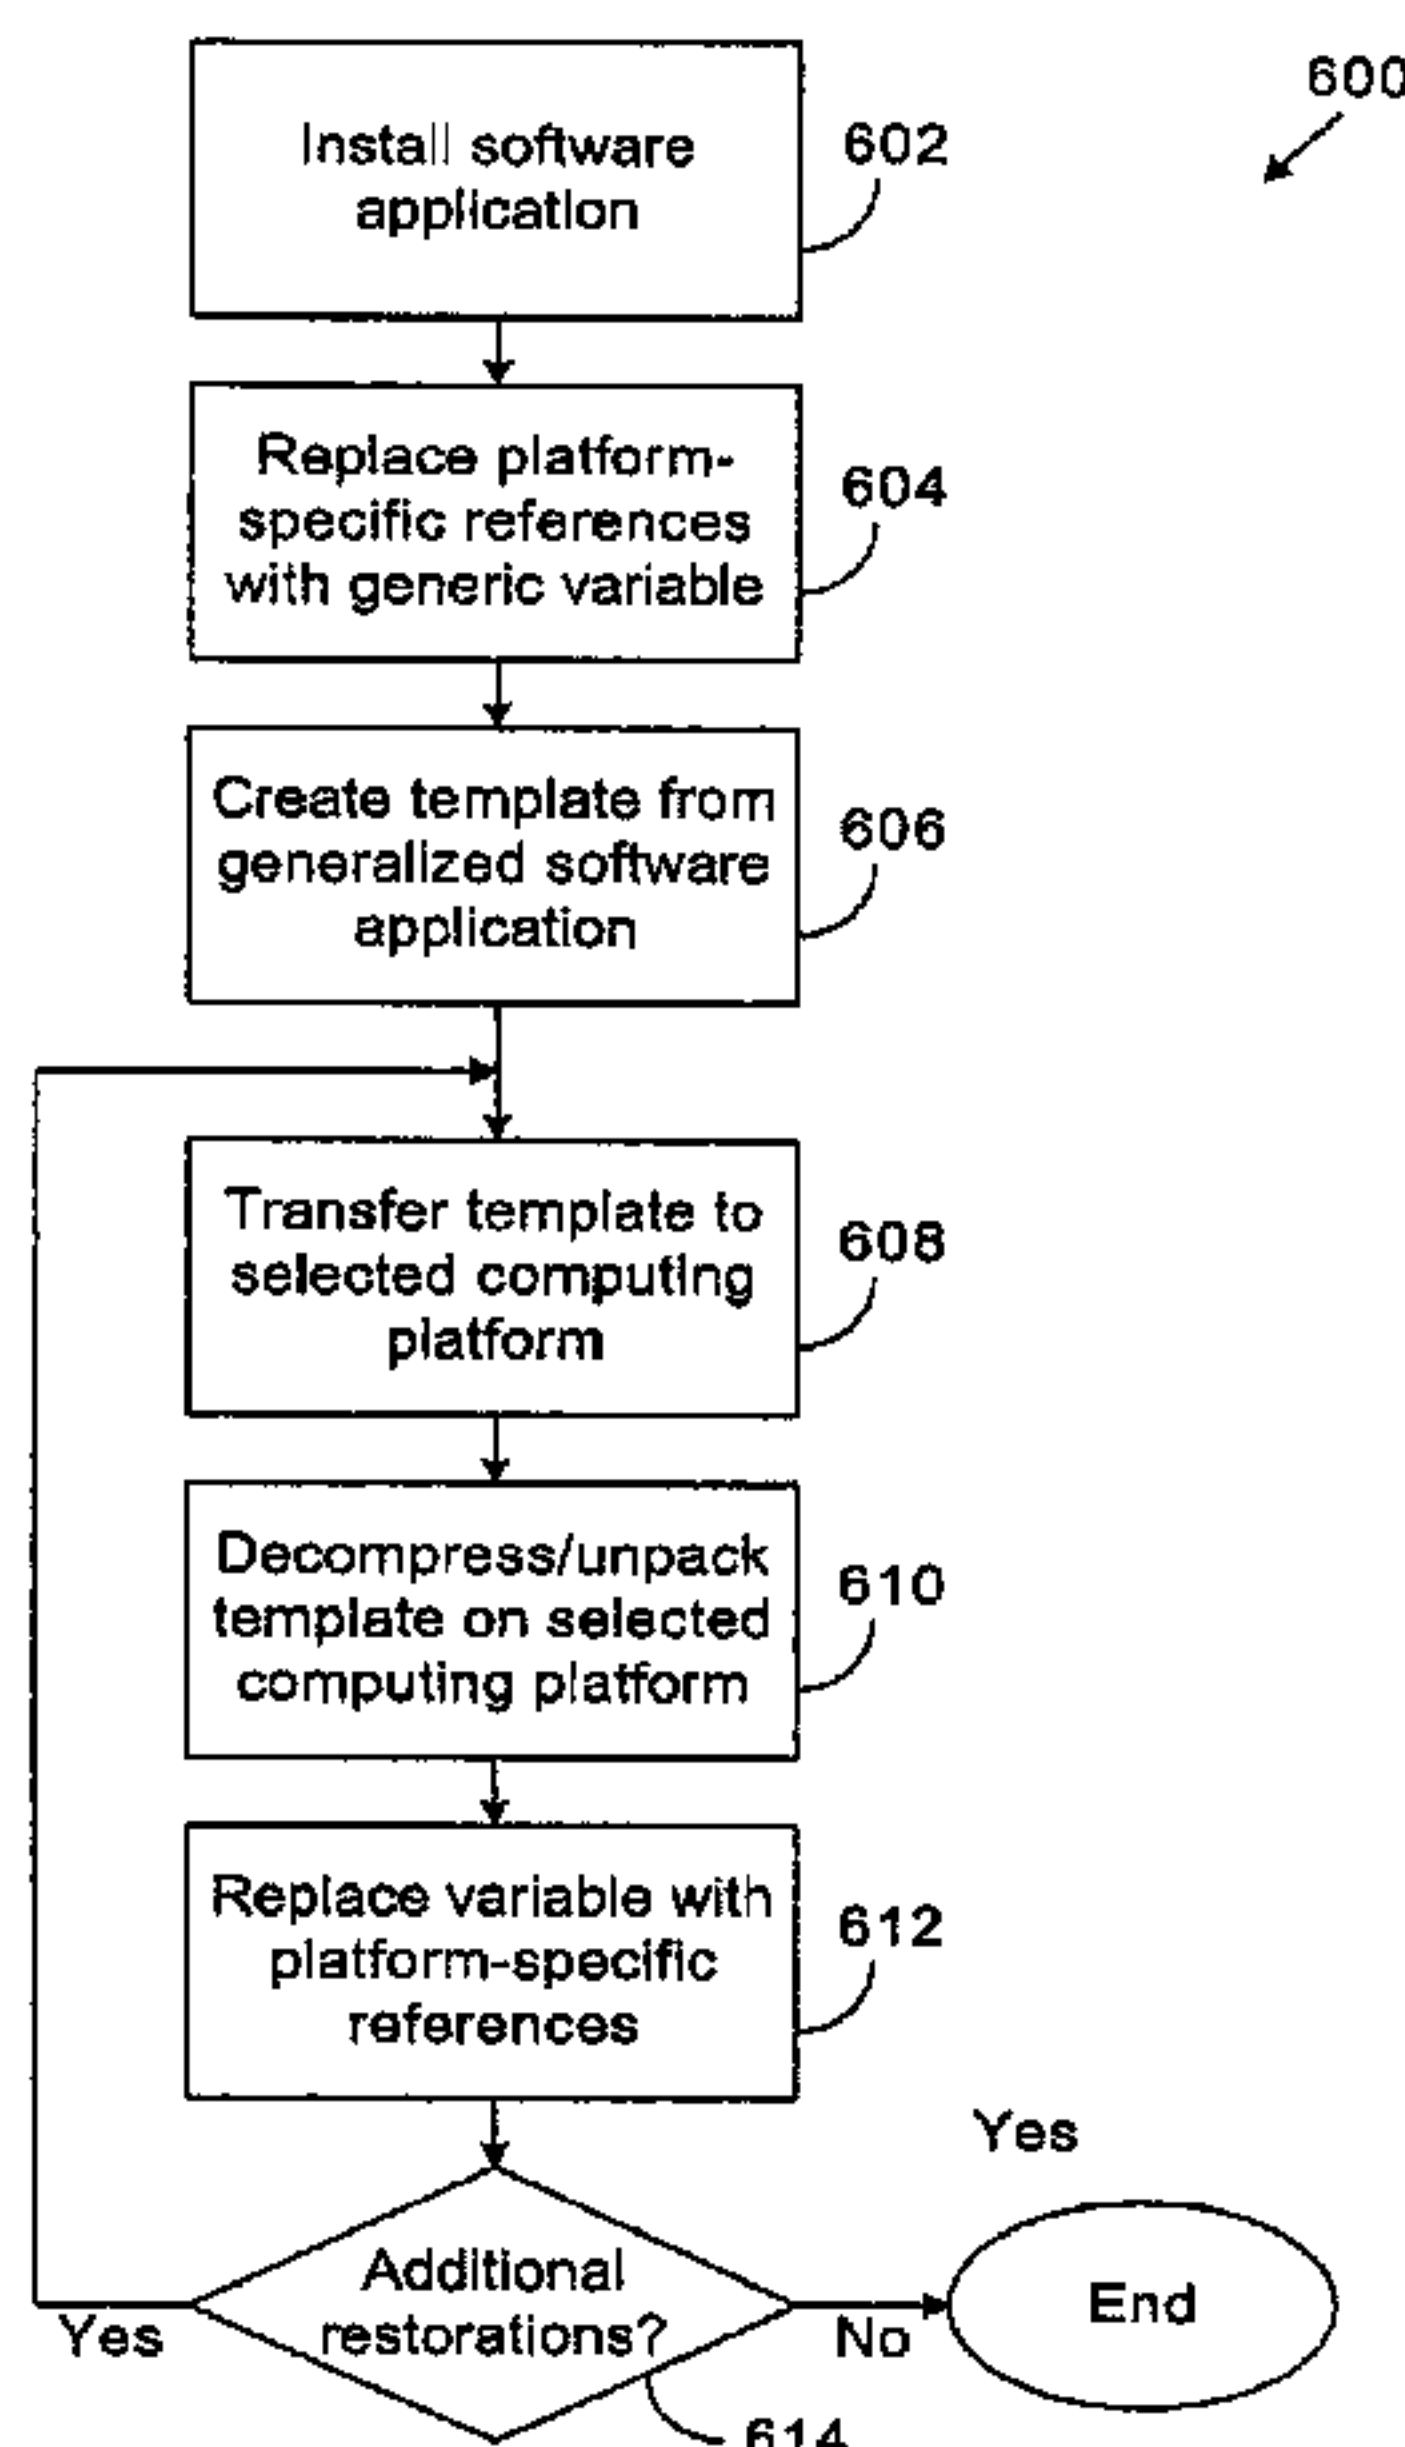 600
Install software
application
602
Replace platform-
specific references
with generic variable
604
Create template from
generalized software
application
606
Transfer template to
selected computing
platform
608
Decompress/unpack
template on selected
computing platform
610
Replace variable with
platform-specific
references
612
Yes
Additional
restorations?
Yes
No
End
614